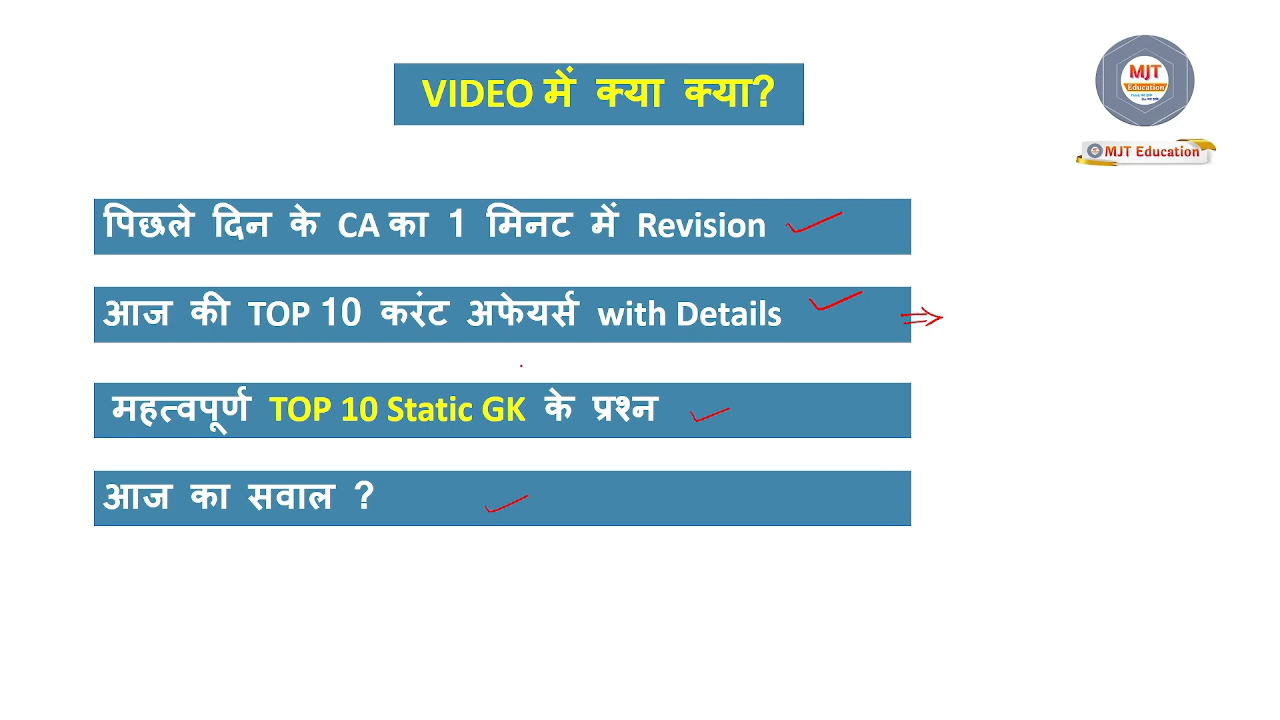 VIDEO में क्या क्या?
MJT
Education
MJT Education
पिछले दिन के CA का 1 मिनट में Revision
आज की TOP 10 करंट अफेयर्स with Details
महत्वपूर्ण TOP 10 Static GK के प्रश्न
आज का सवाल ?